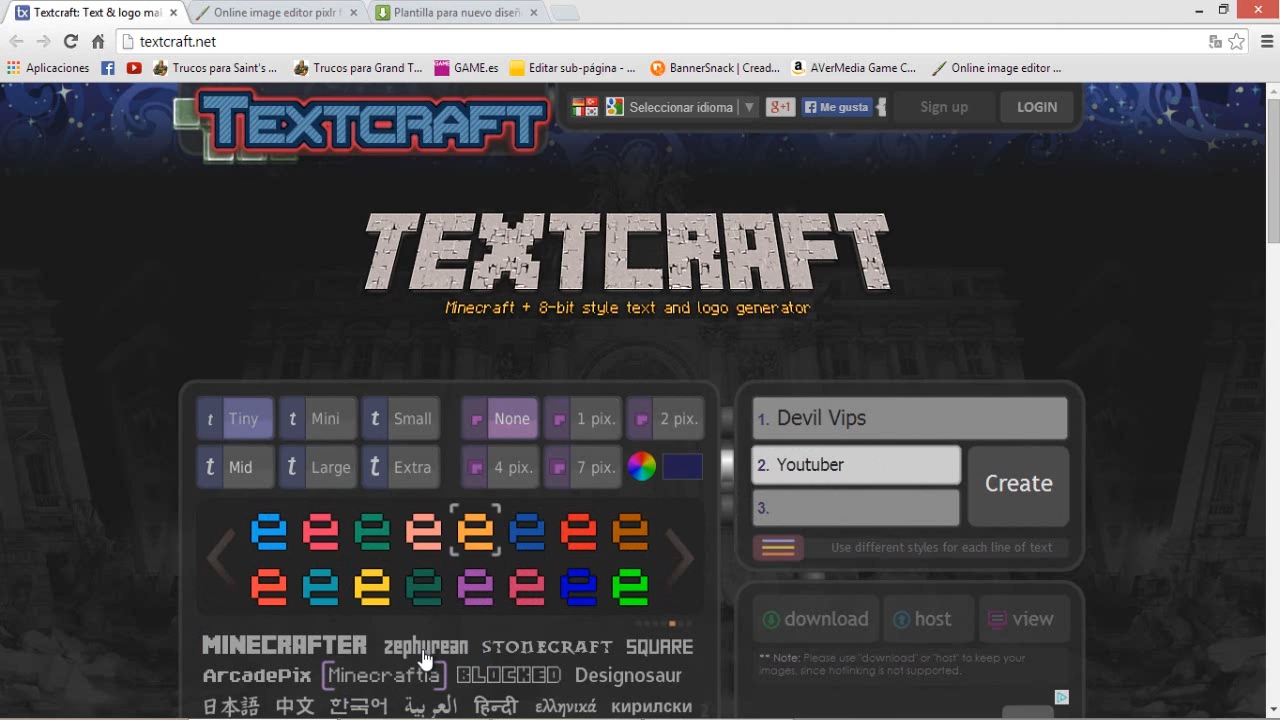 Textcraft: Text & logo mal
Online image editor pixlr f
Plantilla para nuevo diseñ
textcraft.net
Aplicaciones
Trucos para Saint's ...
Trucos para Grand T...
GAME.es
Editar sub-página - ...
BannerSnack | Cread...
AVerMedia Game C...
Online image editor ...
TEXTCRAFT
Seleccionar idioma
g+1
Me gusta
Sign up
LOGIN
TEXTCRAFT
Minecraft + 8-bit style text and logo generator
t Tiny t Mini t Small None 1 pix. 2 pix.
t Mid t Large t Extra 4 pix. 7 pix.
1. Devil Vips
2. Youtuber
3.
Create
Use different styles for each line of text
e e e e e e e e
e e e e e e e e
MINECRAFTER zephyrean STONECRAFT SQUARE
ArcadePix Minecraftia BLOCKED Designosaur
日本語 中文 한국어 العربية हिन्दी ελληνικά кирилски
download host view
** Note: Please use "download" or "host" to keep your
images, since hotlinking is not supported.